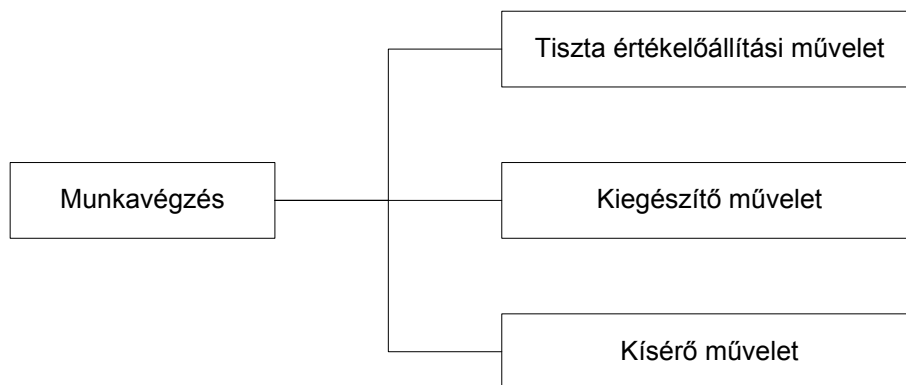 Tiszta értékelőállítási művelet
Munkavégzés
Kiegészítő művelet
Kísérő művelet